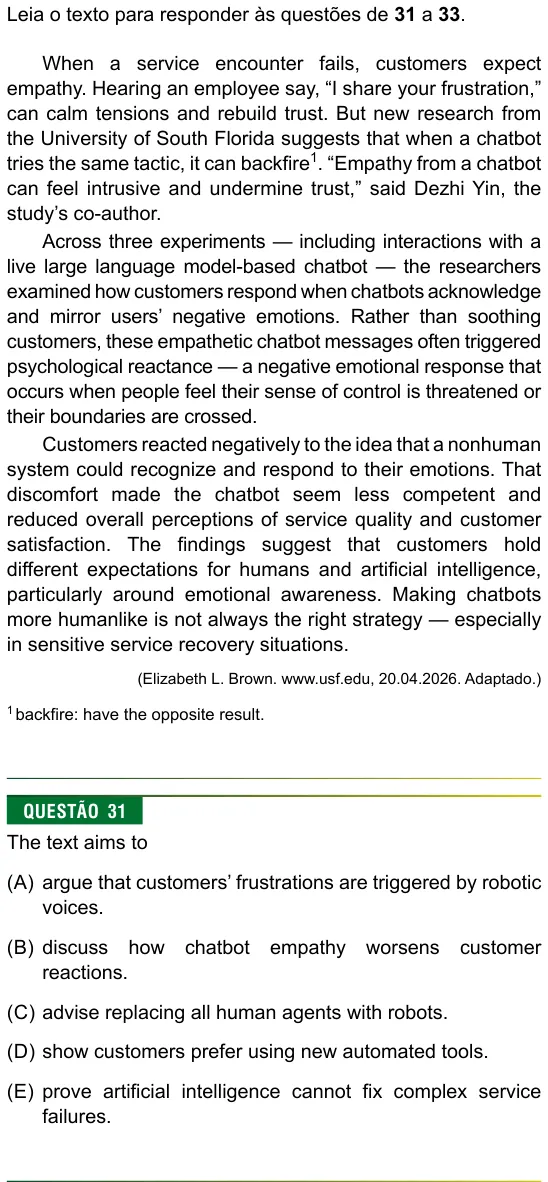 Leia o texto para responder às questões de 31 a 33.
When a service encounter fails, customers expect
empathy. Hearing an employee say, “I share your frustration,”
can calm tensions and rebuild trust. But new research from
the University of South Florida suggests that when a chatbot
tries the same tactic, it can backfire¹. “Empathy from a chatbot
can feel intrusive and undermine trust,” said Dezhi Yin, the
study’s co-author.
Across three experiments — including interactions with a
live large language model-based chatbot — the researchers
examined how customers respond when chatbots acknowledge
and mirror users’ negative emotions. Rather than soothing
customers, these empathetic chatbot messages often triggered
psychological reactance — a negative emotional response that
occurs when people feel their sense of control is threatened or
their boundaries are crossed.
Customers reacted negatively to the idea that a nonhuman
system could recognize and respond to their emotions. That
discomfort made the chatbot seem less competent and
reduced overall perceptions of service quality and customer
satisfaction. The findings suggest that customers hold
different expectations for humans and artificial intelligence,
particularly around emotional awareness. Making chatbots
more humanlike is not always the right strategy — especially
in sensitive service recovery situations.
(Elizabeth L. Brown. www.usf.edu, 20.04.2026. Adaptado.)
¹ backfire: have the opposite result.
QUESTÃO 31
The text aims to
(A) argue that customers’ frustrations are triggered by robotic
voices.
(B) discuss how chatbot empathy worsens customer
reactions.
(C) advise replacing all human agents with robots.
(D) show customers prefer using new automated tools.
(E) prove artificial intelligence cannot fix complex service
failures.